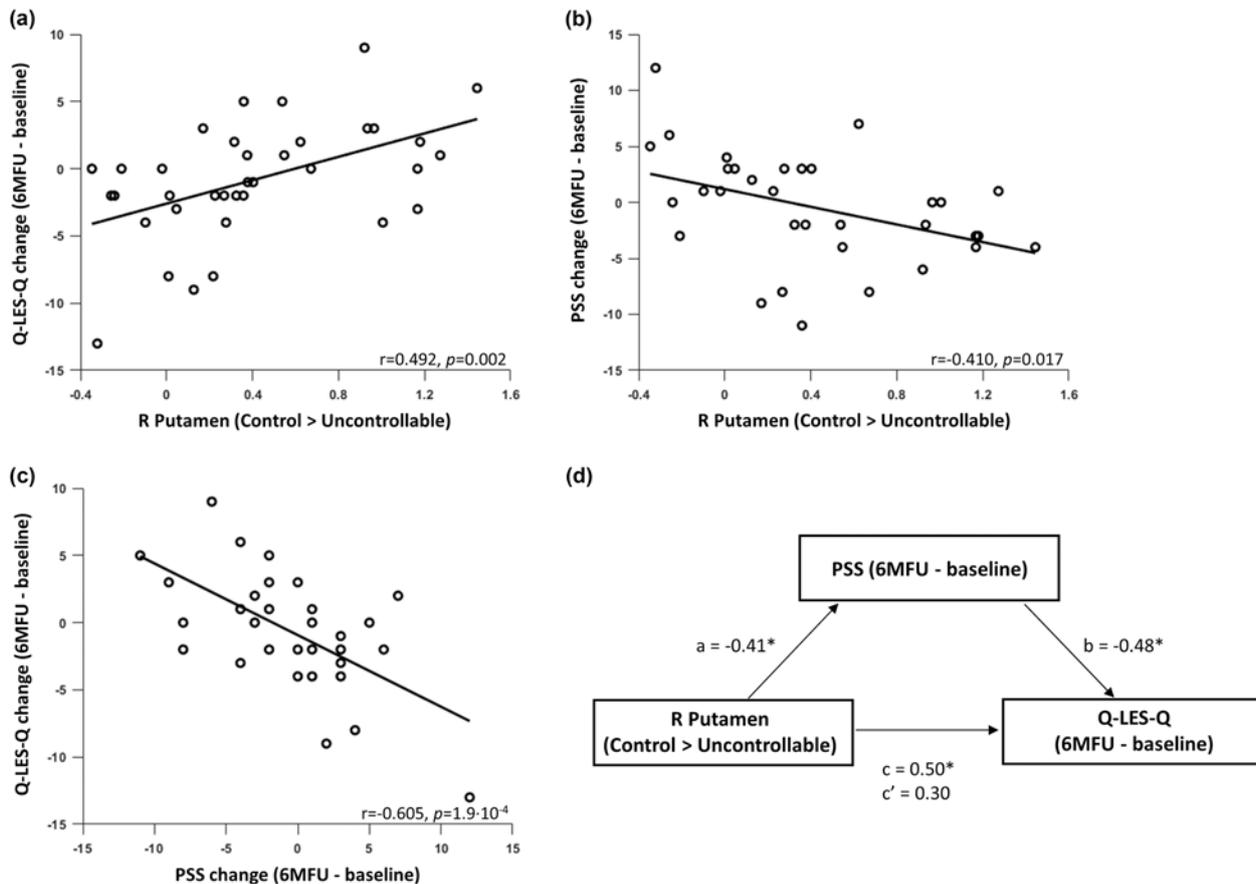 (a)
Q-LES-Q change (6MFU - baseline)
10
5
0
-5
-10
-15
-0.4
0
0.4
0.8
1.2
1.6
r=0.492, p=0.002
R Putamen (Control > Uncontrollable)
(b)
PSS change (6MFU - baseline)
15
10
5
0
-5
-10
-15
-0.4
0
0.4
0.8
1.2
1.6
r=-0.410, p=0.017
R Putamen (Control > Uncontrollable)
(c)
Q-LES-Q change (6MFU - baseline)
10
5
0
-5
-10
-15
-15
-10
-5
0
5
10
15
r=-0.605, p=1.9·10⁻⁴
PSS change (6MFU - baseline)
(d)
PSS (6MFU - baseline)
a = -0.41*
b = -0.48*
R Putamen
(Control > Uncontrollable)
Q-LES-Q
(6MFU - baseline)
c = 0.50*
c' = 0.30